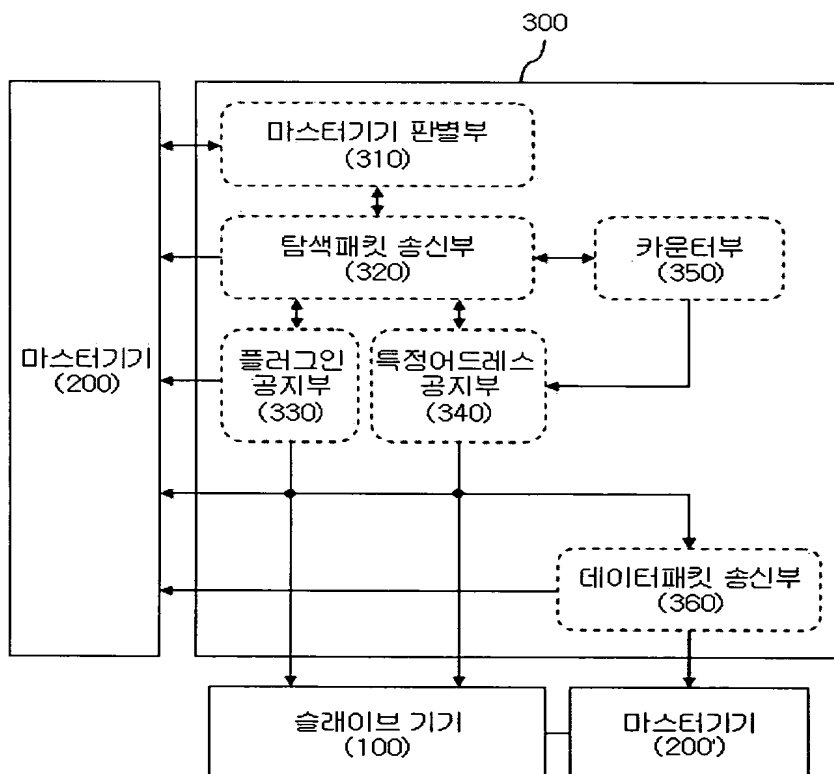 300
마스터기기 판별부
(310)
탐색패킷 송신부
(320)
카운터부
(350)
마스터기기
(200)
플러그인
공지부
(330)
특정어드레스
공지부
(340)
데이터패킷 송신부
(360)
슬래이브 기기
(100)
마스터기기
(200')